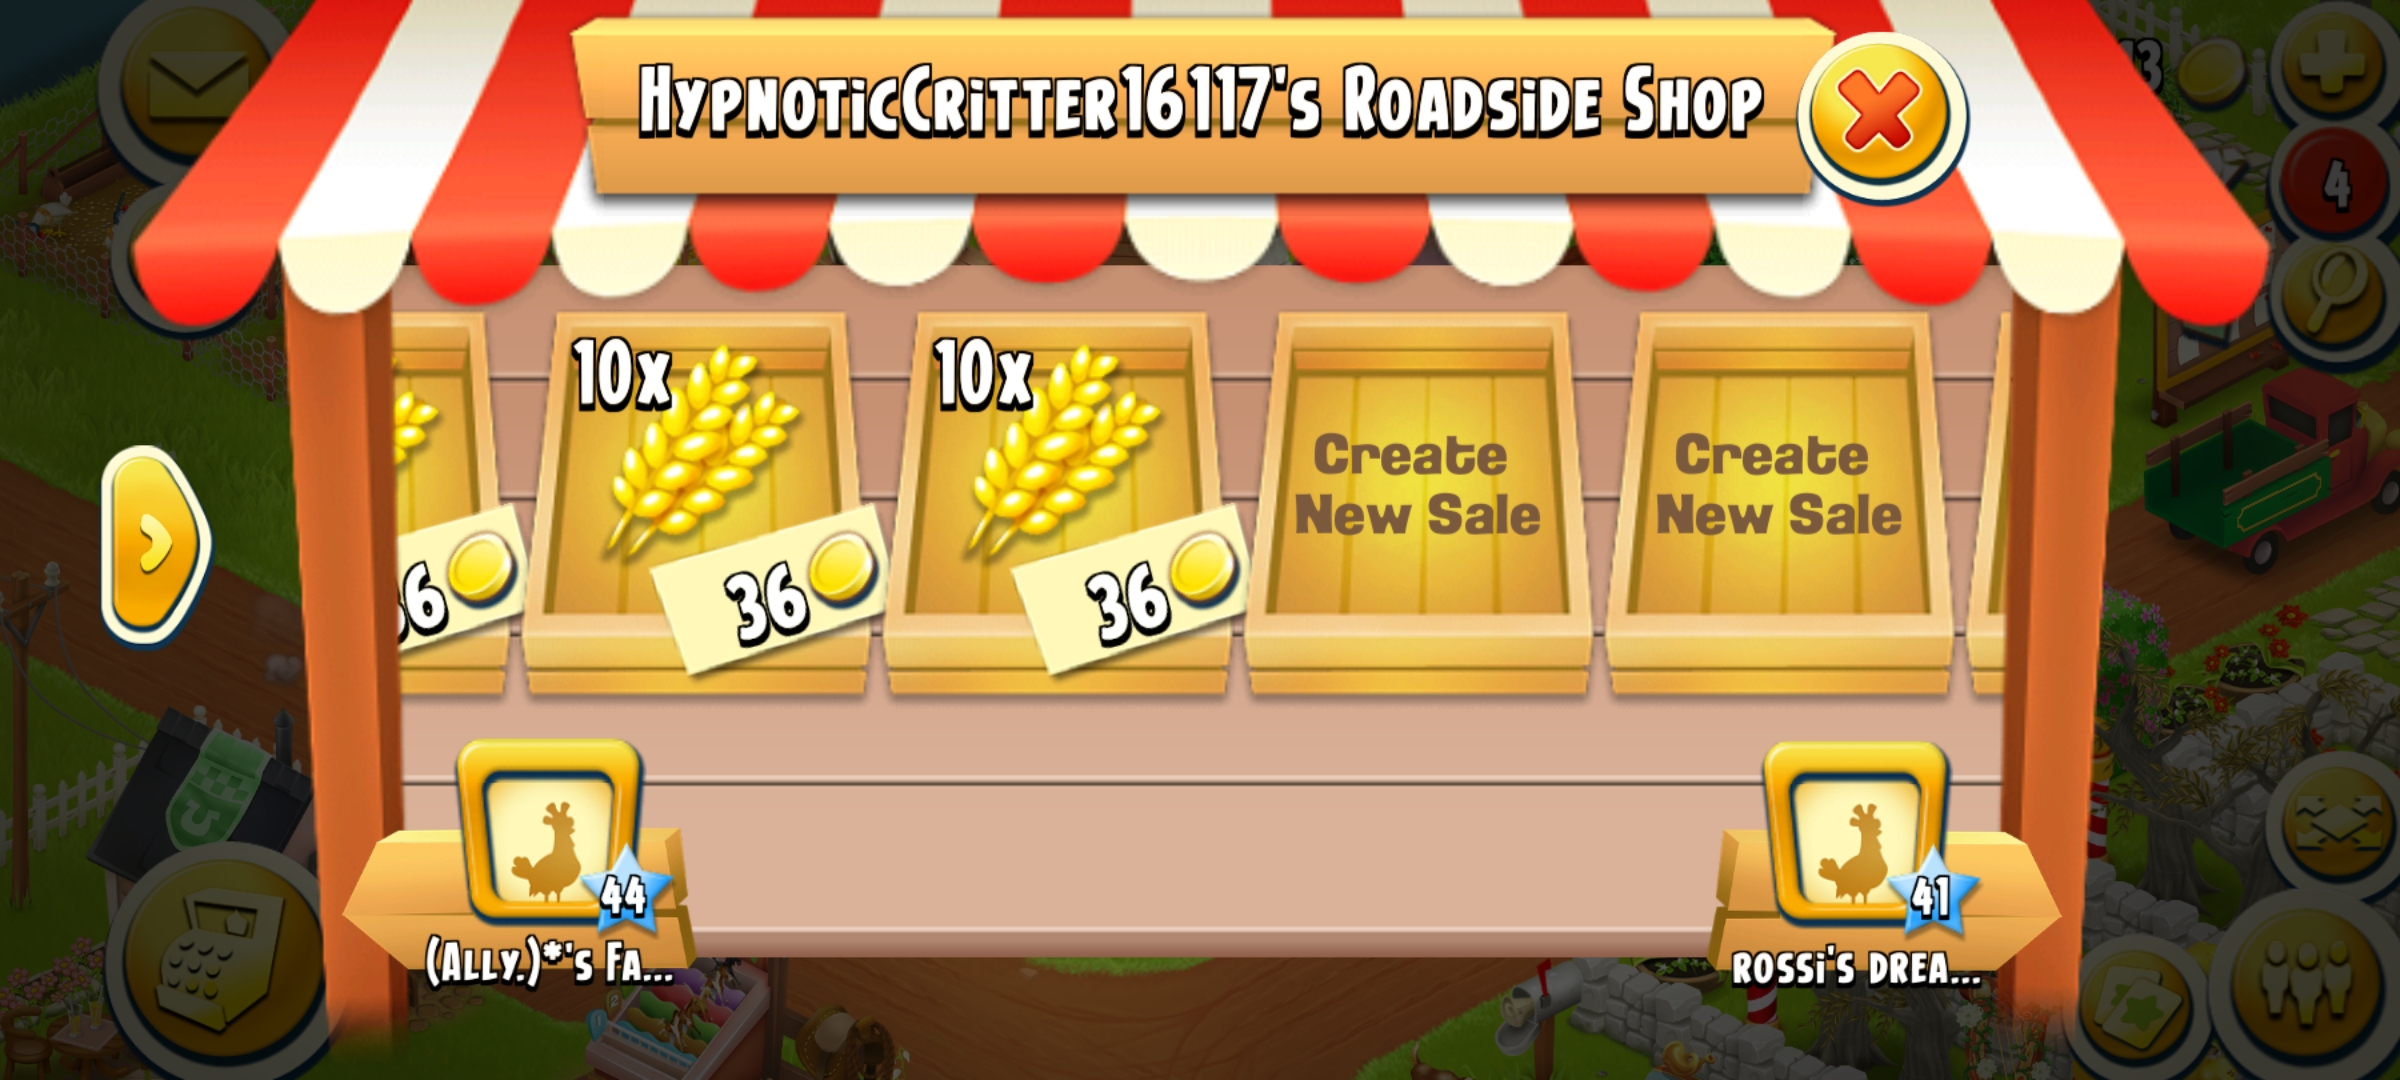 HypnoticCritter16117's Roadside Shop
4
10x
10x
Create
New Sale
Create
New Sale
36
36
44
41
(Ally.)*'s Fa...
ROSSi'S DREA...